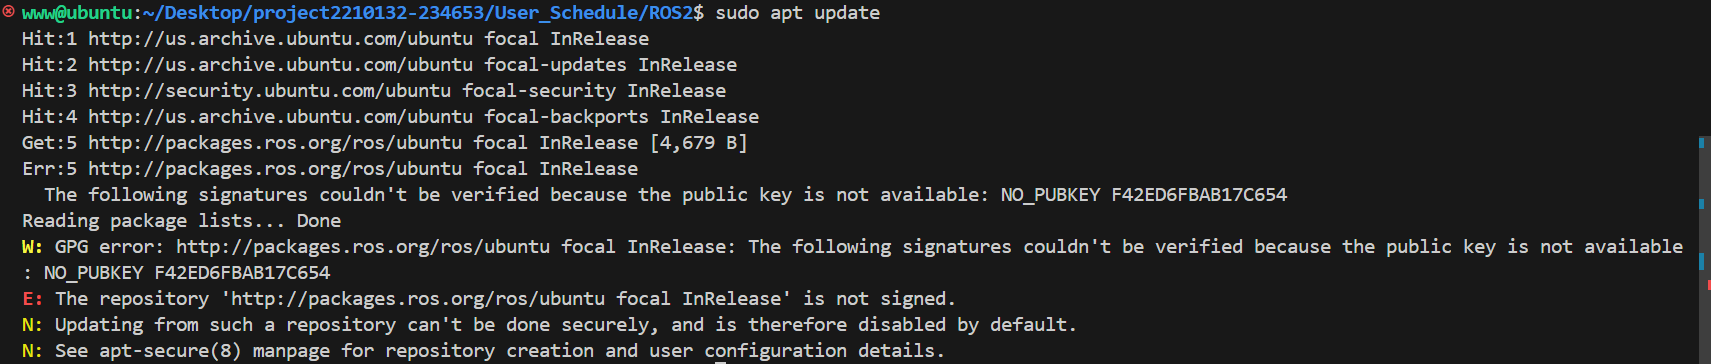 www@ubuntu:~/Desktop/project2210132-234653/User_Schedule/ROS2$ sudo apt update
Hit:1 http://us.archive.ubuntu.com/ubuntu focal InRelease
Hit:2 http://us.archive.ubuntu.com/ubuntu focal-updates InRelease
Hit:3 http://security.ubuntu.com/ubuntu focal-security InRelease
Hit:4 http://us.archive.ubuntu.com/ubuntu focal-backports InRelease
Get:5 http://packages.ros.org/ros/ubuntu focal InRelease [4,679 B]
Err:5 http://packages.ros.org/ros/ubuntu focal InRelease
  The following signatures couldn't be verified because the public key is not available: NO_PUBKEY F42ED6FBAB17C654
Reading package lists... Done
W: GPG error: http://packages.ros.org/ros/ubuntu focal InRelease: The following signatures couldn't be verified because the public key is not available
: NO_PUBKEY F42ED6FBAB17C654
E: The repository 'http://packages.ros.org/ros/ubuntu focal InRelease' is not signed.
N: Updating from such a repository can't be done securely, and is therefore disabled by default.
N: See apt-secure(8) manpage for repository creation and user configuration details.